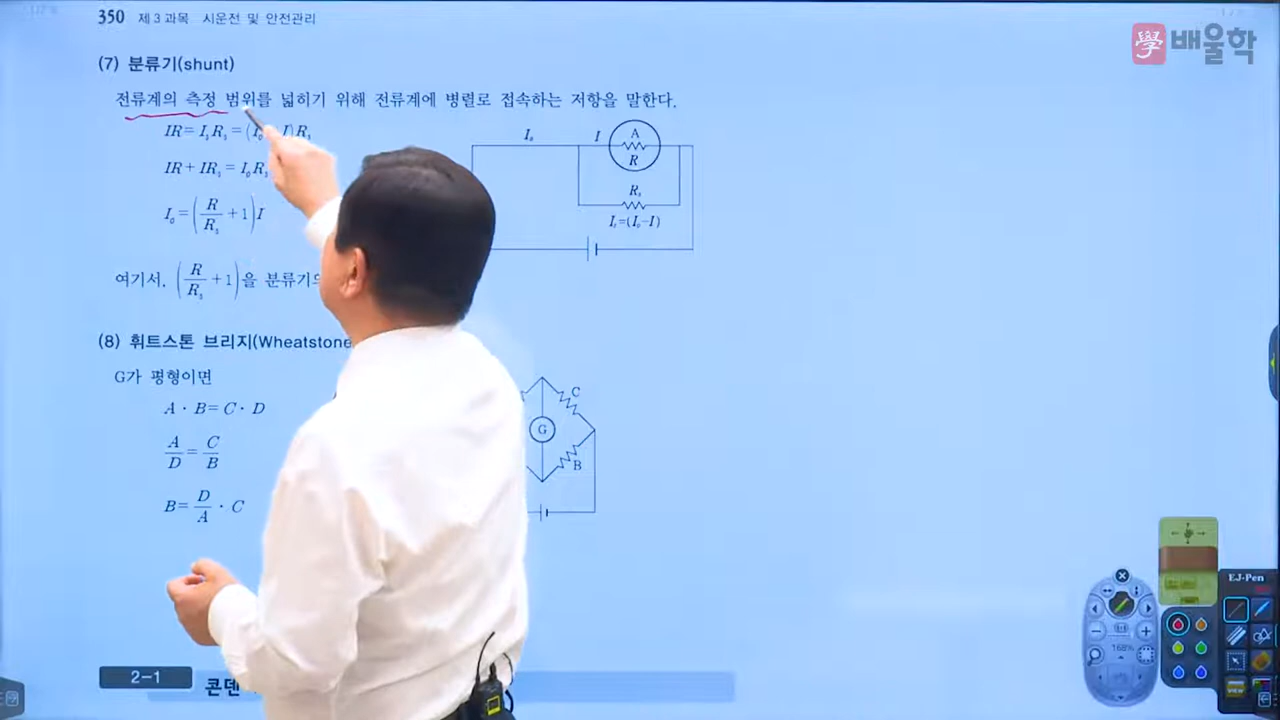 350 제3과목 시운전 및 안전관리
學 배울학
(7) 분류기(shunt)
전류계의 측정 범위를 넓히기 위해 전류계에 병렬로 접속하는 저항을 말한다.
IR = IₛRₛ = (I₀ - I)Rₛ
IR + IRₛ = I₀Rₛ
I₀ = (R/Rₛ + 1) I
여기서, (R/Rₛ + 1)을 분류기의
I₀ I A
R
Rₛ
Iₛ=(I₀-I)
(8) 휘트스톤 브리지(Wheatstone
G가 평형이면
A · B = C · D
A/D = C/B
B = D/A · C
C
G
B
2-1 콘덴
168%
EJ-Pen
VIEW